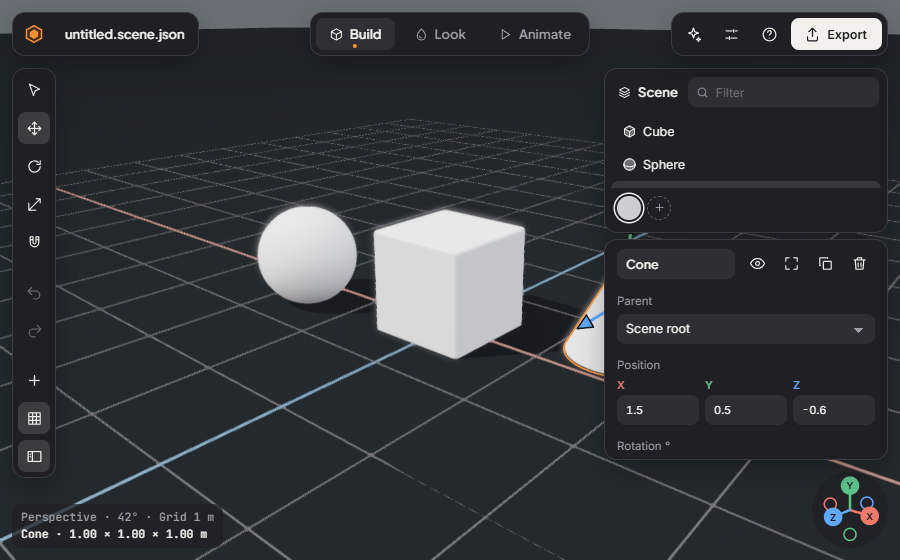 untitled.scene.json
Build
Look
Animate
Export
Scene
Filter
Cube
Sphere
Cone
Parent
Scene root
Position
X Y Z
1.5 0.5 -0.6
Rotation °
Perspective · 42° · Grid 1 m
Cone · 1.00 × 1.00 × 1.00 m
Y
Z X